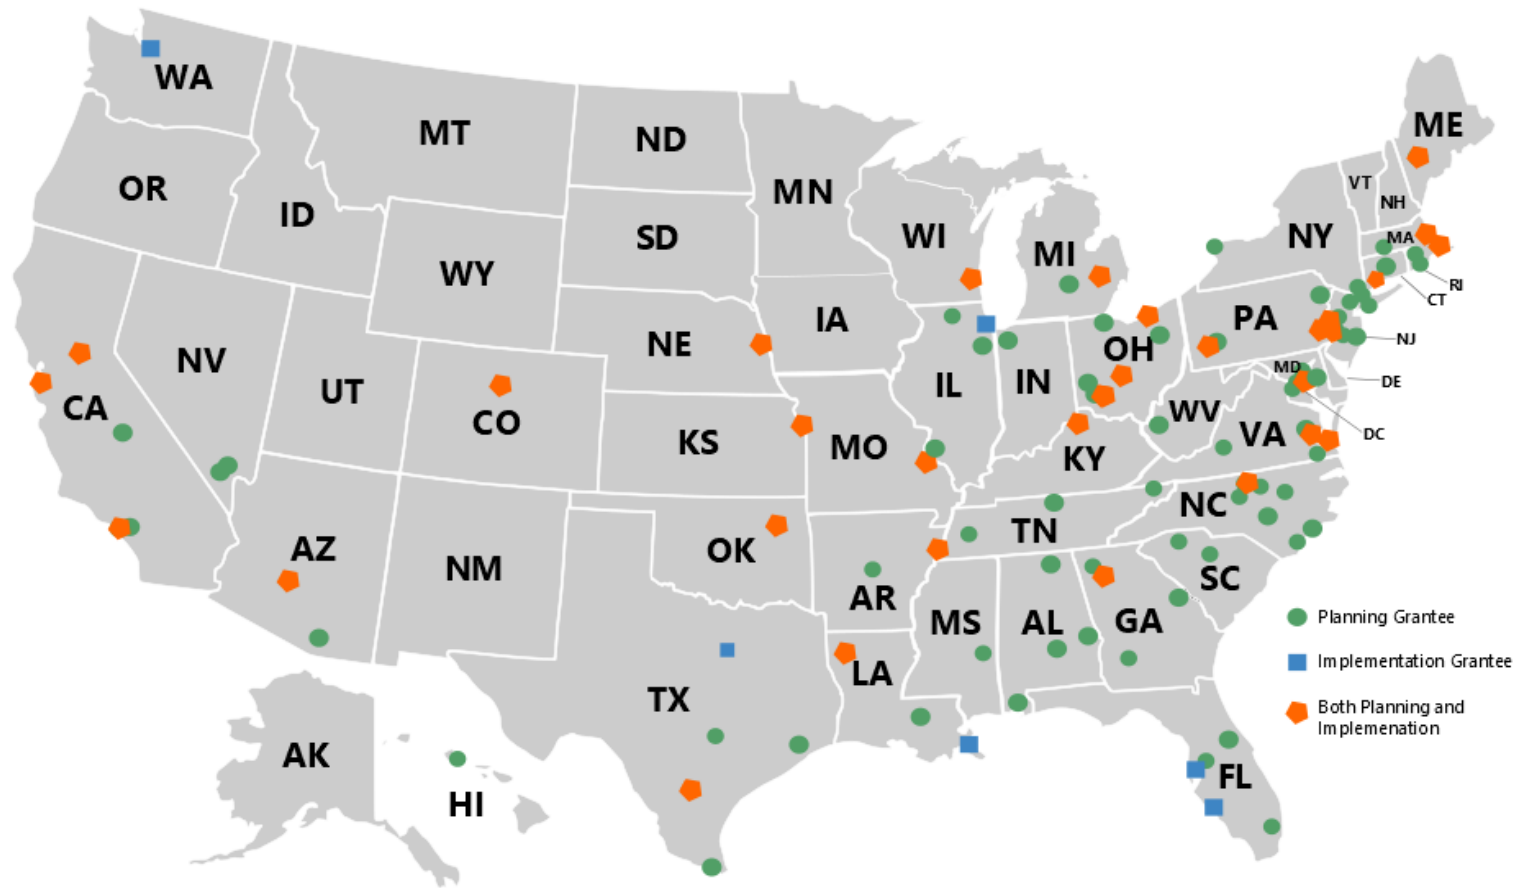 WA
MT
ND
MN
ME
OR
ID
SD
WI
MI
VT
NH
NY
MA
RI
CT
WY
NE
IA
PA
NJ
NV
UT
CO
CA
KS
MO
IL
IN
OH
WV
VA
MD
DE
DC
KY
AZ
NM
OK
AR
TN
NC
SC
MS
AL
GA
TX
LA
FL
AK
HI
Planning Grantee
Implementation Grantee
Both Planning and
Implemenation